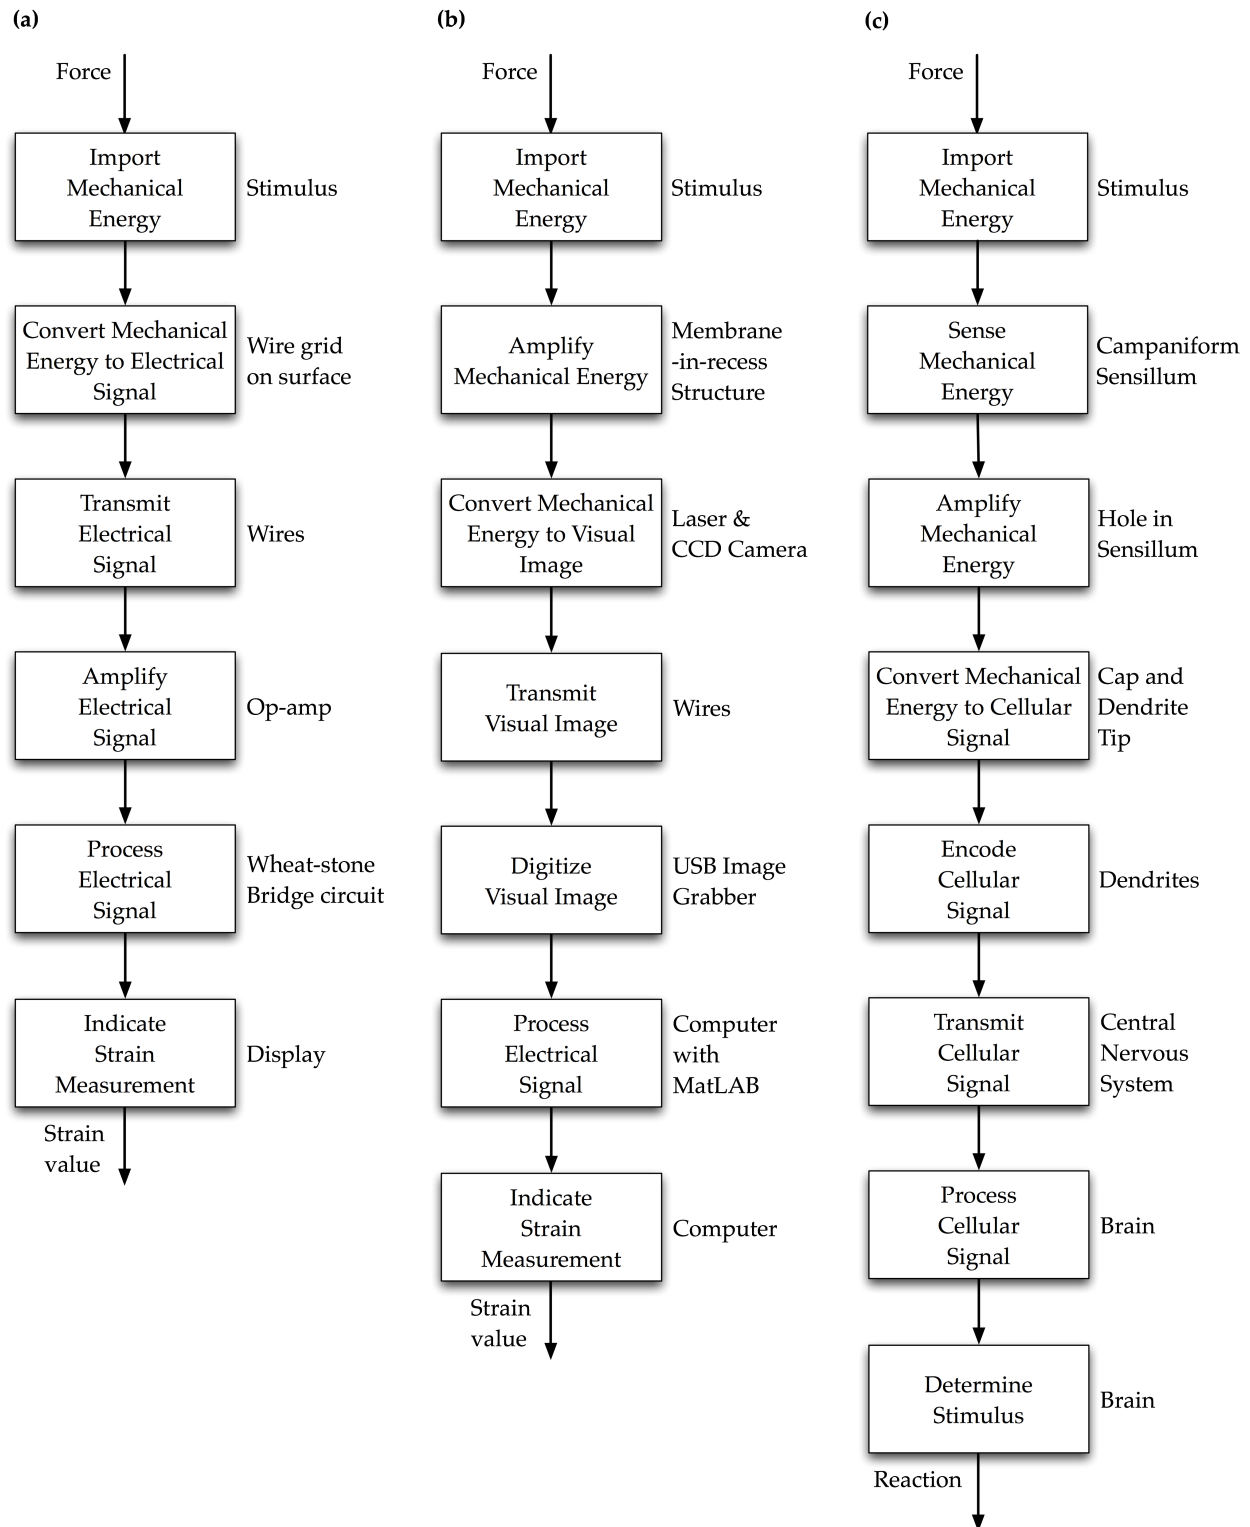 (a)
Force
Import
Mechanical
Energy
Stimulus
Convert Mechanical
Energy to Electrical
Signal
Wire grid
on surface
Transmit
Electrical
Signal
Wires
Amplify
Electrical
Signal
Op-amp
Process
Electrical
Signal
Wheat-stone
Bridge circuit
Indicate
Strain
Measurement
Display
Strain
value
(b)
Force
Import
Mechanical
Energy
Stimulus
Amplify
Mechanical Energy
Membrane
-in-recess
Structure
Convert Mechanical
Energy to Visual
Image
Laser &
CCD Camera
Transmit
Visual Image
Wires
Digitize
Visual Image
USB Image
Grabber
Process
Electrical
Signal
Computer
with
MatLAB
Indicate
Strain
Measurement
Computer
Strain
value
(c)
Force
Import
Mechanical
Energy
Stimulus
Sense
Mechanical
Energy
Campaniform
Sensillum
Amplify
Mechanical
Energy
Hole in
Sensillum
Convert Mechanical
Energy to Cellular
Signal
Cap and
Dendrite
Tip
Encode
Cellular
Signal
Dendrites
Transmit
Cellular
Signal
Central
Nervous
System
Process
Cellular
Signal
Brain
Determine
Stimulus
Brain
Reaction